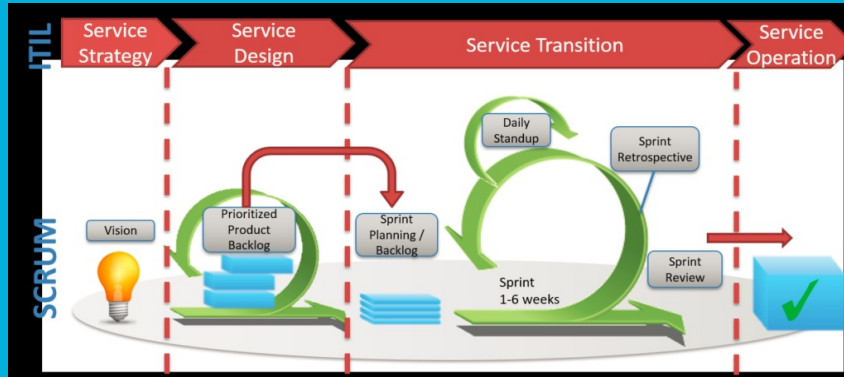 ITIL
Service
Strategy
Service
Design
Service Transition
Service
Operation
SCRUM
Vision
Prioritized
Product
Backlog
Sprint
Planning /
Backlog
Daily
Standup
Sprint
Retrospective
Sprint
1-6 weeks
Sprint
Review